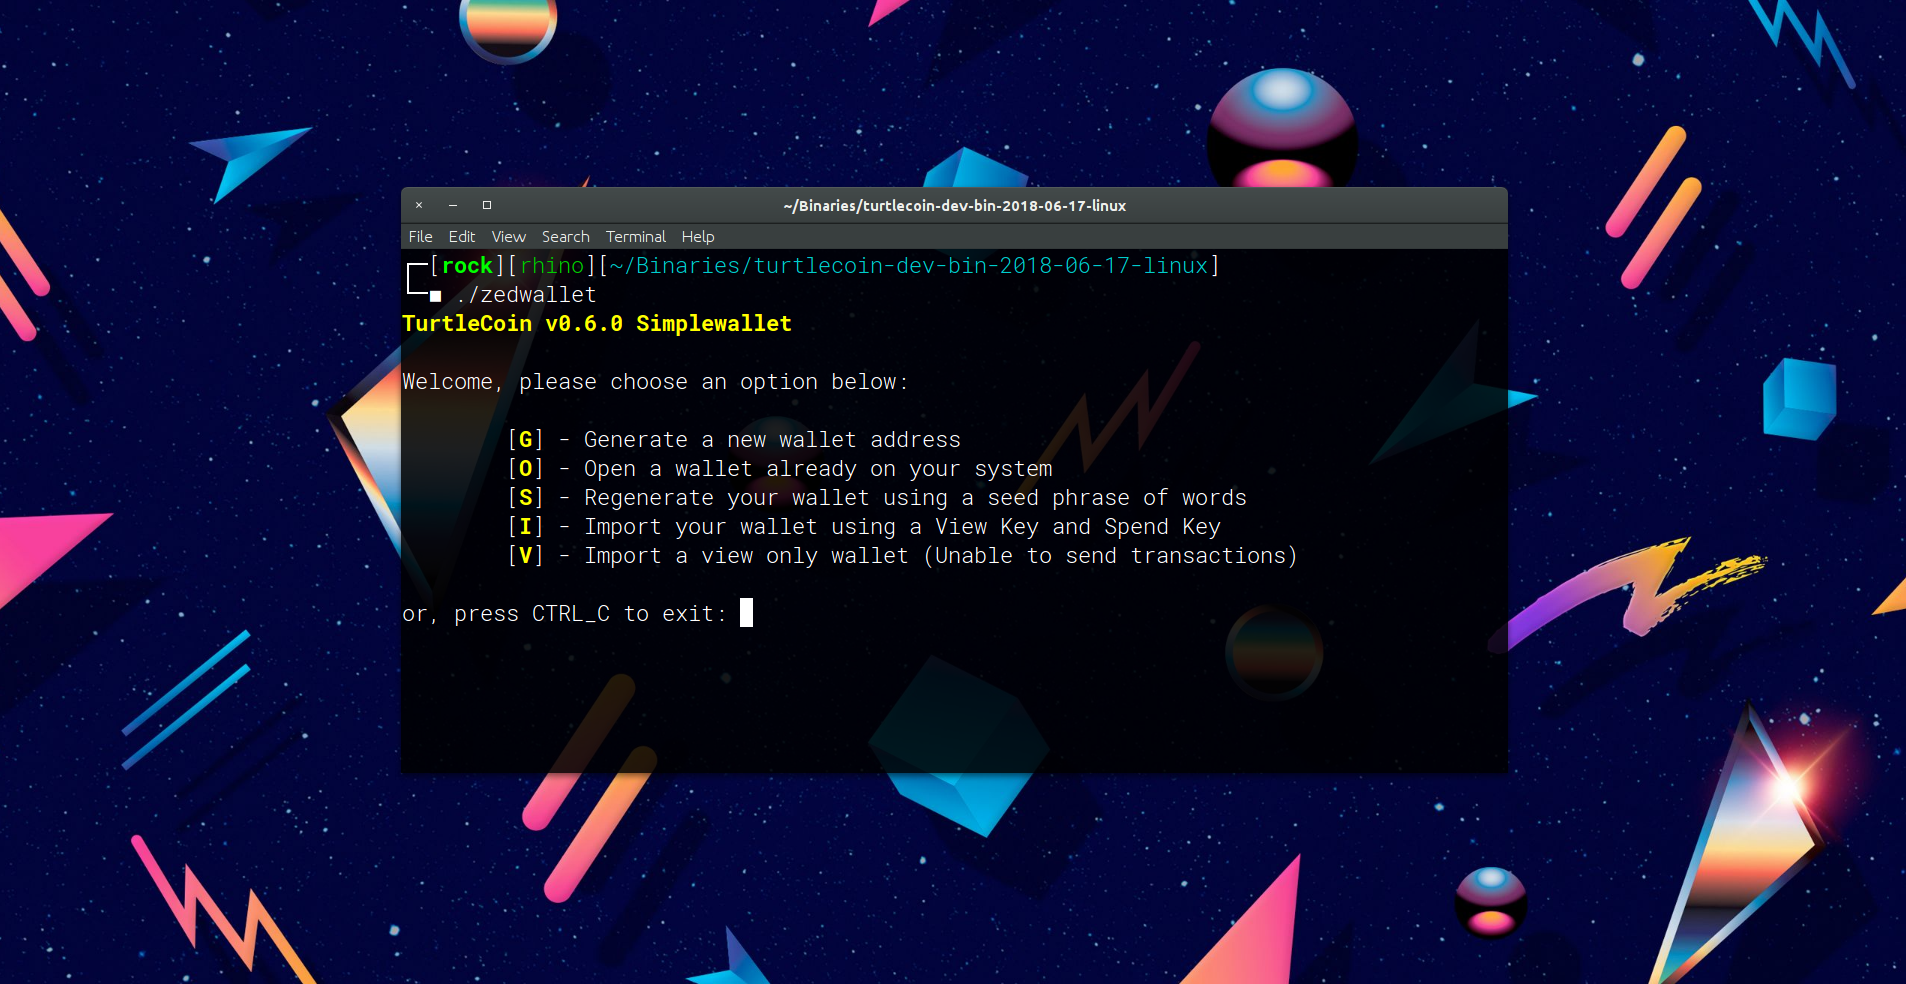 ~/Binaries/turtlecoin-dev-bin-2018-06-17-linux
File Edit View Search Terminal Help
[rock][rhino][~/Binaries/turtlecoin-dev-bin-2018-06-17-linux]
./zedwallet
TurtleCoin v0.6.0 Simplewallet
Welcome, please choose an option below:
[G] - Generate a new wallet address
[O] - Open a wallet already on your system
[S] - Regenerate your wallet using a seed phrase of words
[I] - Import your wallet using a View Key and Spend Key
[V] - Import a view only wallet (Unable to send transactions)
or, press CTRL_C to exit: